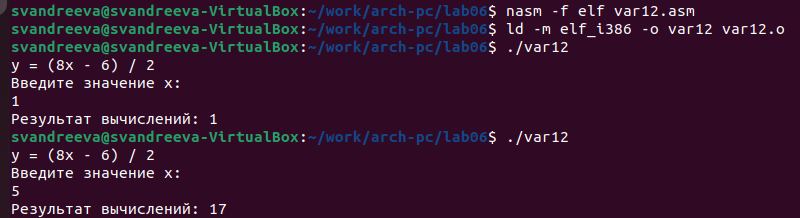 svandreeva@svandreeva-VirtualBox:~/work/arch-pc/lab06$ nasm -f elf var12.asm
svandreeva@svandreeva-VirtualBox:~/work/arch-pc/lab06$ ld -m elf_i386 -o var12 var12.o
svandreeva@svandreeva-VirtualBox:~/work/arch-pc/lab06$ ./var12
y = (8x - 6) / 2
Введите значение x:
1
Результат вычислений: 1
svandreeva@svandreeva-VirtualBox:~/work/arch-pc/lab06$ ./var12
y = (8x - 6) / 2
Введите значение x:
5
Результат вычислений: 17